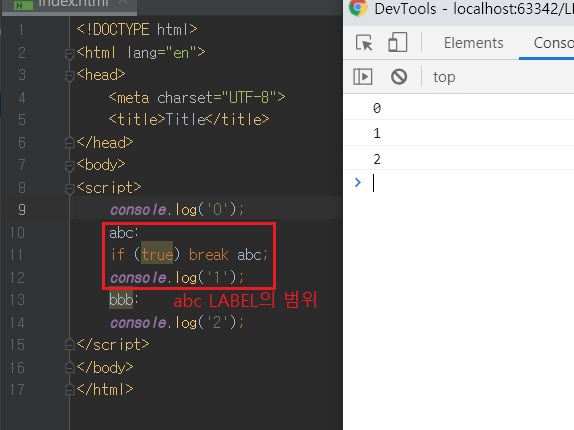 index.html
1 <!DOCTYPE html>
2 <html lang="en">
3 <head>
4 <meta charset="UTF-8">
5 <title>Title</title>
6 </head>
7 <body>
8 <script>
9 console.log('0');
10 abc:
11 if (true) break abc;
12 console.log('1');
13 bbb: abc LABEL의 범위
14 console.log('2');
15 </script>
16 </body>
17 </html>
DevTools - localhost:63342/
Elements
top
0
1
2
>